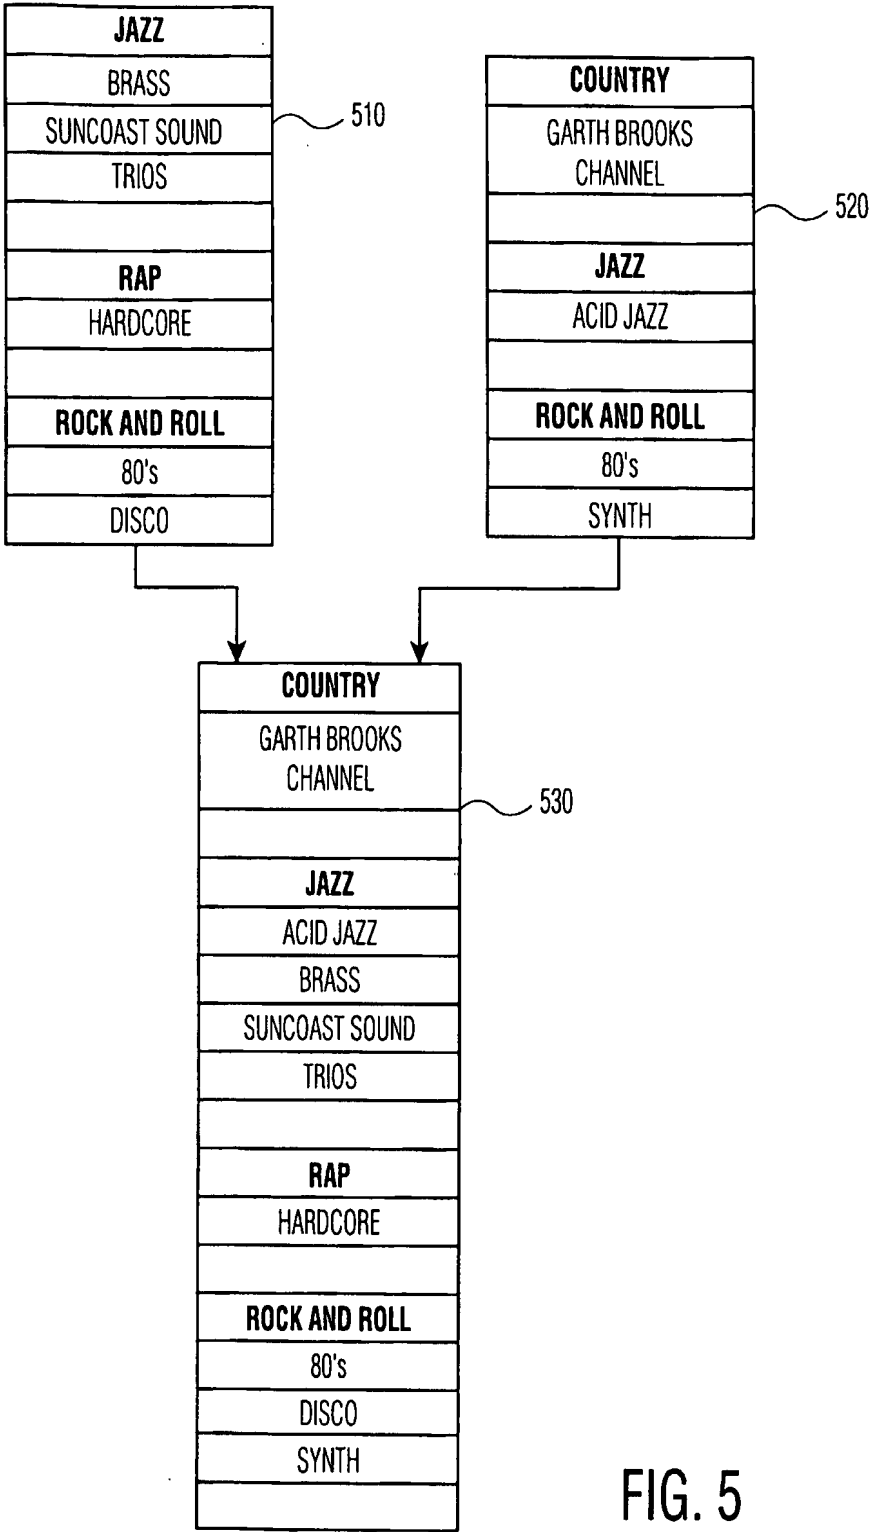 JAZZ
BRASS
SUNCOAST SOUND
TRIOS
RAP
HARDCORE
ROCK AND ROLL
80's
DISCO
510
COUNTRY
GARTH BROOKS
CHANNEL
JAZZ
ACID JAZZ
ROCK AND ROLL
80's
SYNTH
520
COUNTRY
GARTH BROOKS
CHANNEL
JAZZ
ACID JAZZ
BRASS
SUNCOAST SOUND
TRIOS
RAP
HARDCORE
ROCK AND ROLL
80's
DISCO
SYNTH
530
FIG. 5